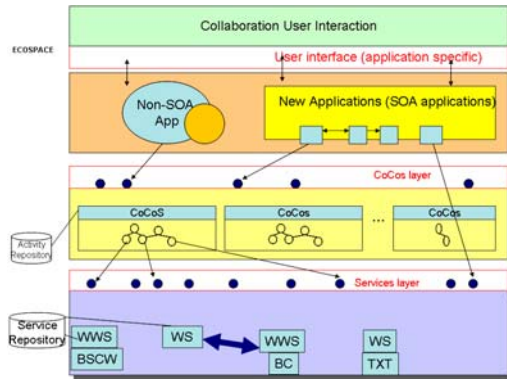 Collaboration User Interaction
ECOSPACE
User interface (application specific)
Non-SOA
App
New Applications (SOA applications)
CoCos layer
CoCoS
CoCos
...
CoCos
Activity
Repository
Services layer
Service
Repository
WWS
BSCW
WS
WWS
BC
WS
TXT